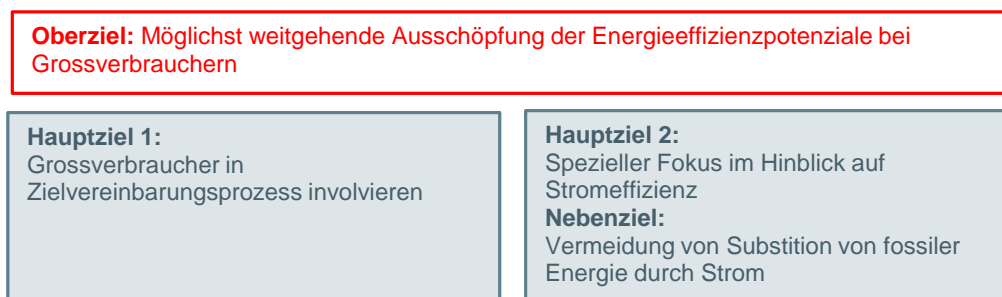 Oberziel: Möglichst weitgehende Ausschöpfung der Energieeffizienzpotenziale bei
Grossverbrauchern
Hauptziel 1:
Grossverbraucher in
Zielvereinbarungsprozess involvieren
Hauptziel 2:
Spezieller Fokus im Hinblick auf
Stromeffizienz
Nebenziel:
Vermeidung von Substition von fossiler
Energie durch Strom